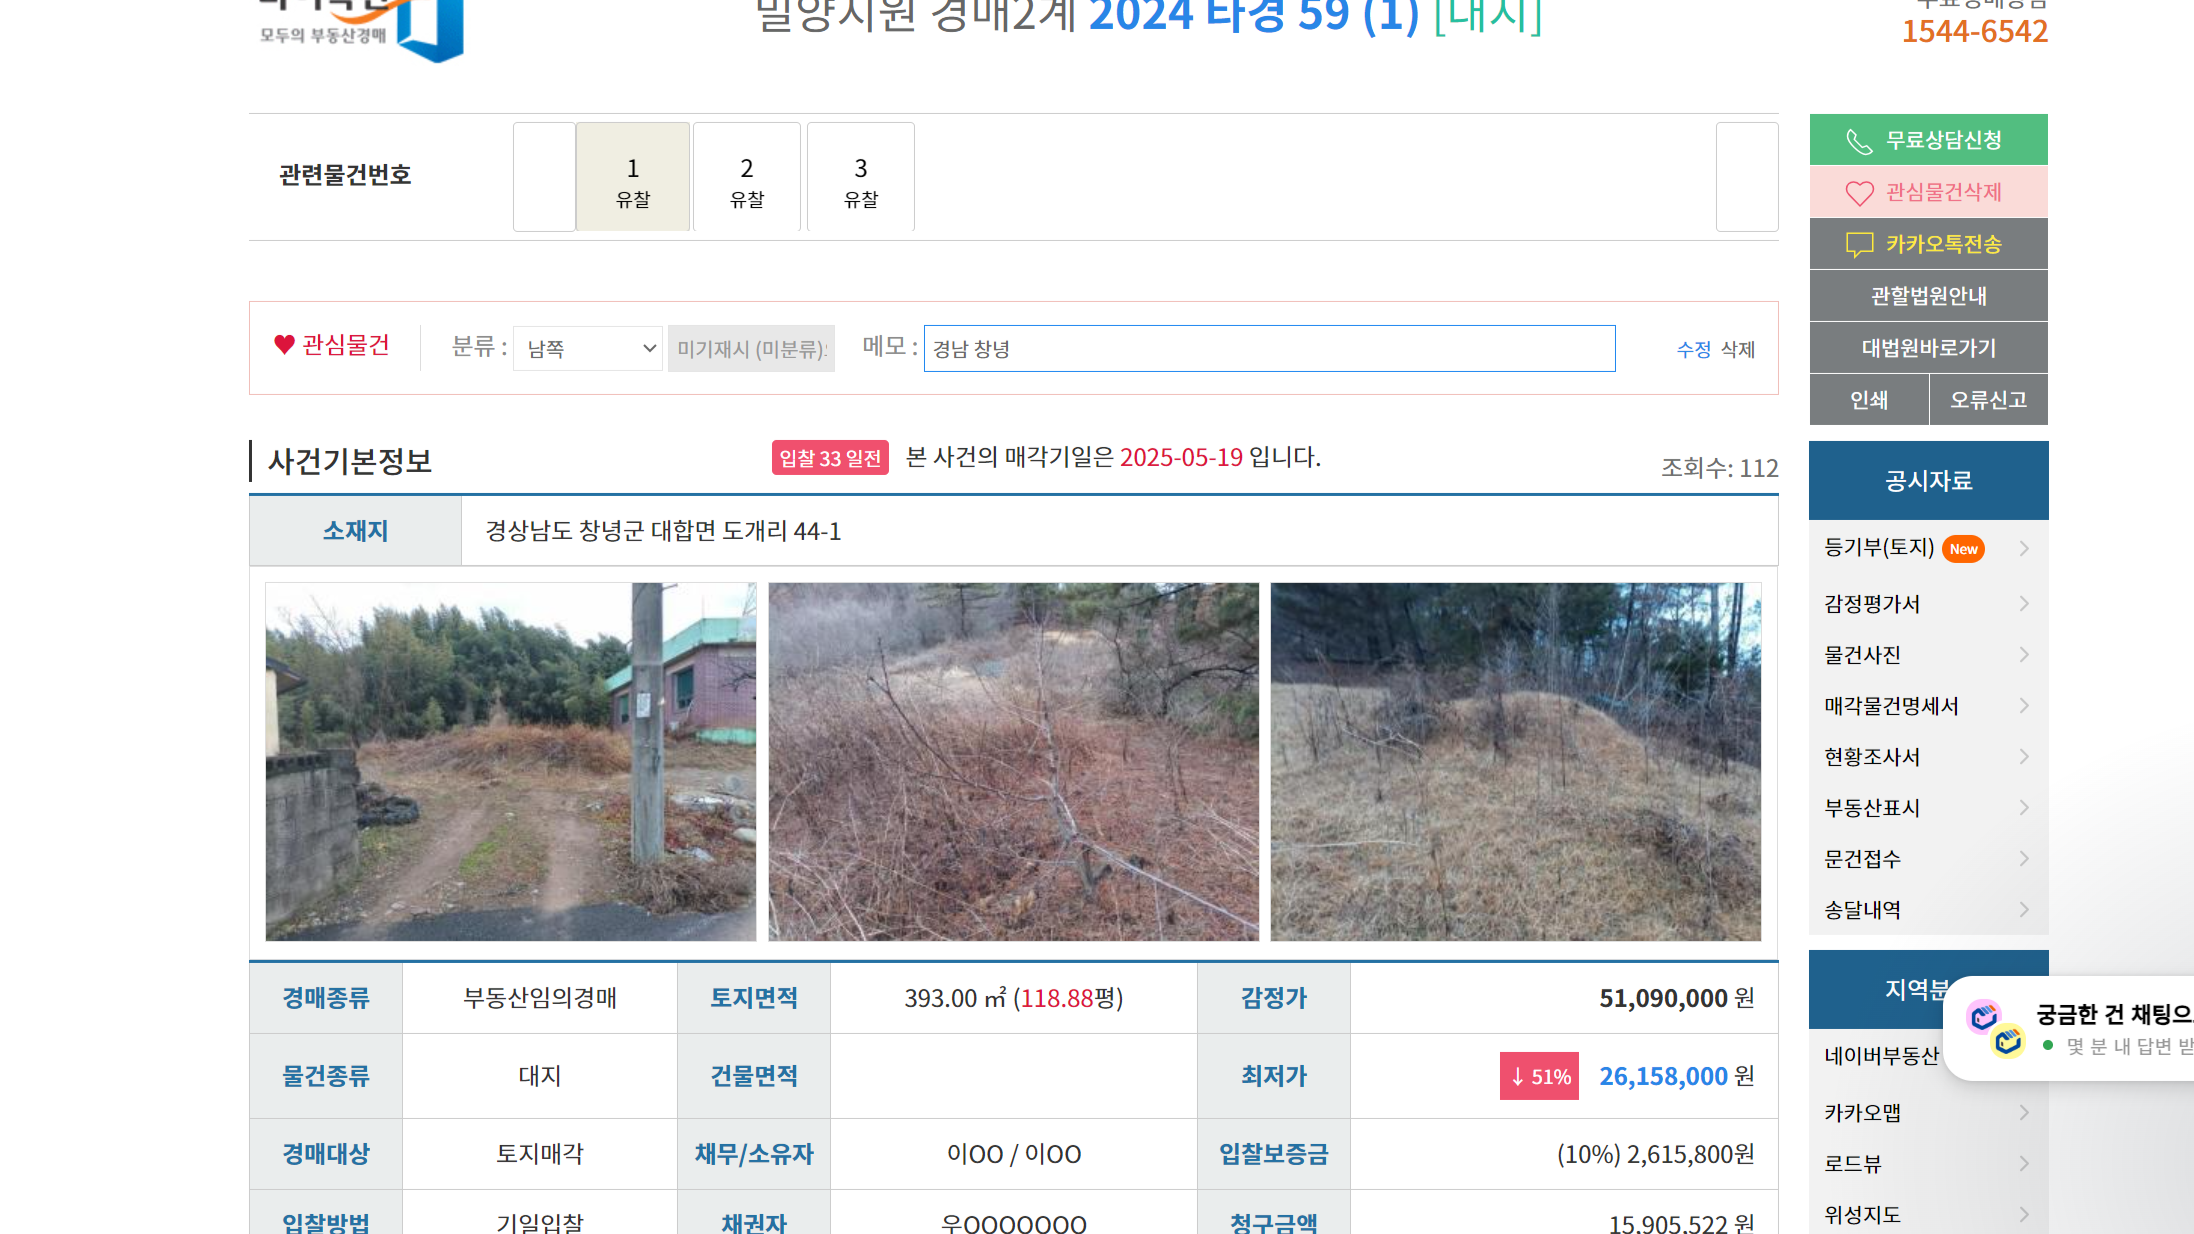 모두의 부동산경매
밀양지원 경매2계 2024 타경 59 (1) [대지]
1544-6542
관련물건번호
1
유찰
2
유찰
3
유찰
무료상담신청
관심물건삭제
카카오톡전송
관할법원안내
대법원바로가기
인쇄
오류신고
♥ 관심물건
분류 :
남쪽
미기재시 (미분류)
메모 :
경남 창녕
수정 삭제
사건기본정보
입찰 33 일전 본 사건의 매각기일은 2025-05-19 입니다.
조회수: 112
소재지
경상남도 창녕군 대합면 도개리 44-1
공시자료
등기부(토지) New
감정평가서
물건사진
매각물건명세서
현황조사서
부동산표시
문건접수
송달내역
경매종류 부동산임의경매 토지면적 393.00 ㎡ (118.88평) 감정가 51,090,000 원
물건종류 대지 건물면적 최저가 ↓ 51% 26,158,000 원
경매대상 토지매각 채무/소유자 이OO / 이OO 입찰보증금 (10%) 2,615,800원
입찰방법 기일입찰 채권자 우OOOOOOO 청구금액 15,905,522 원
지역분
궁금한 건 채팅으
몇 분 내 답변 받
네이버부동산
카카오맵
로드뷰
위성지도